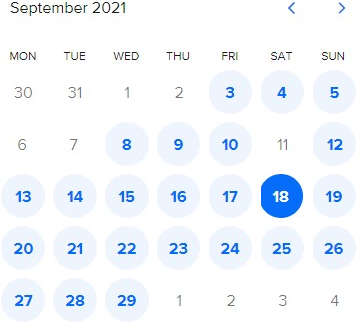 September 2021
MON TUE WED THU FRI SAT SUN
30 31 1 2 3 4 5
6 7 8 9 10 11 12
13 14 15 16 17 18 19
20 21 22 23 24 25 26
27 28 29 1 2 3 4